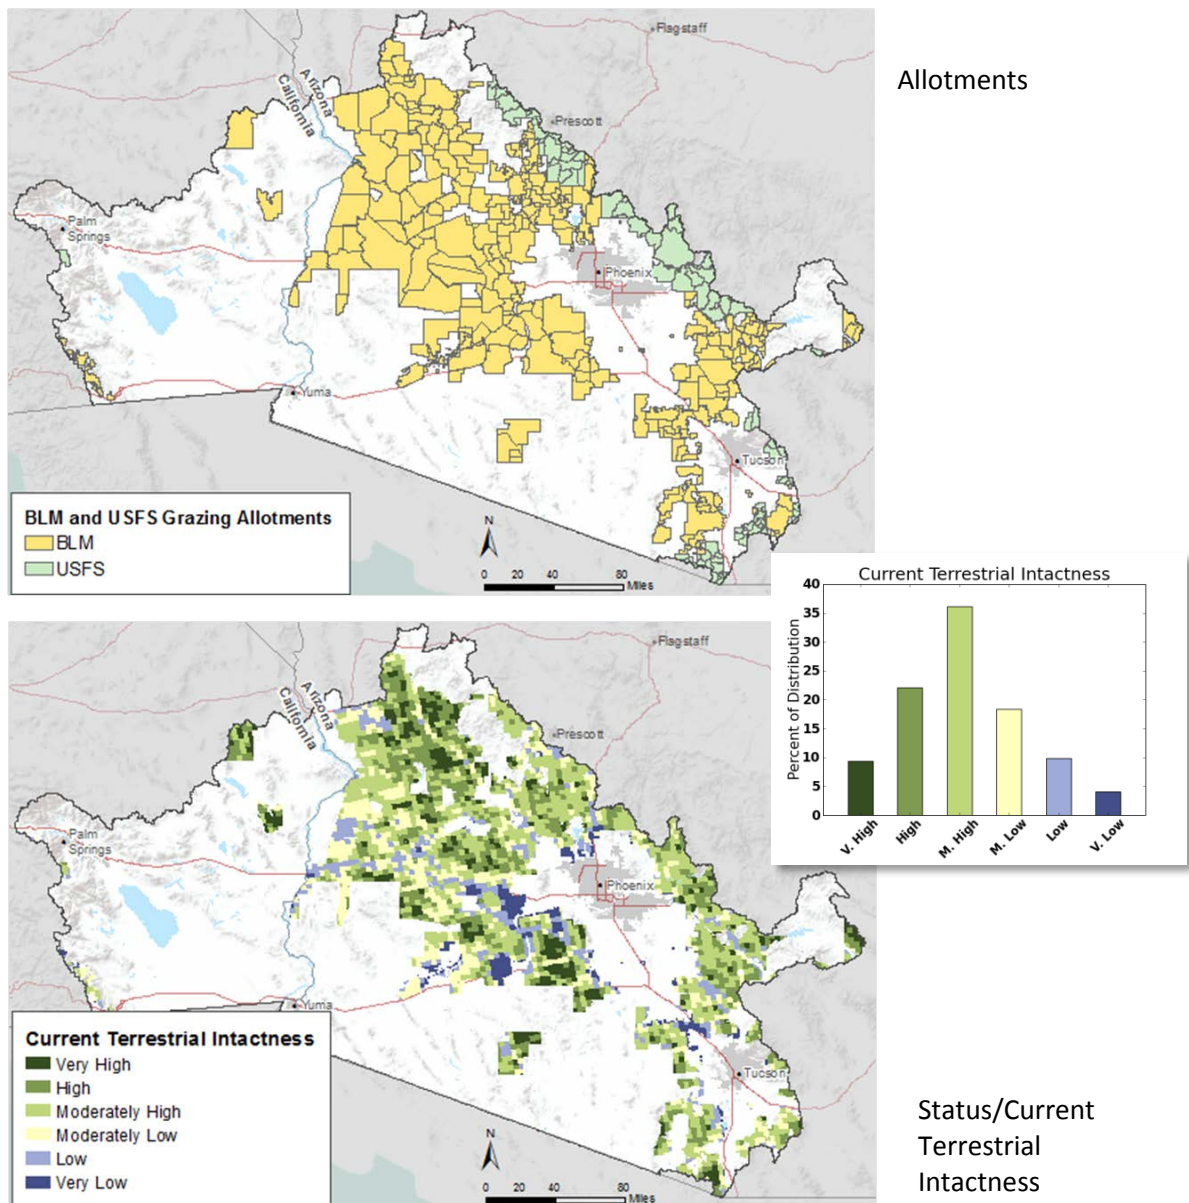 Flagstaff
Allotments
Arizona
California
Prescott
Palm
Springs
Phoenix
Yuma
Tucson
BLM and USFS Grazing Allotments
BLM
USFS
N
0 20 40 80
Miles
Current Terrestrial Intactness
40
35
30
25
20
15
10
5
0
Percent of Distribution
V. High
High
M. High
M. Low
Low
V. Low
Flagstaff
Arizona
California
Prescott
Palm
Springs
Phoenix
Yuma
Tucson
Current Terrestrial Intactness
Very High
High
Moderately High
Moderately Low
Low
Very Low
N
0 20 40 80
Miles
Status/Current
Terrestrial
Intactness